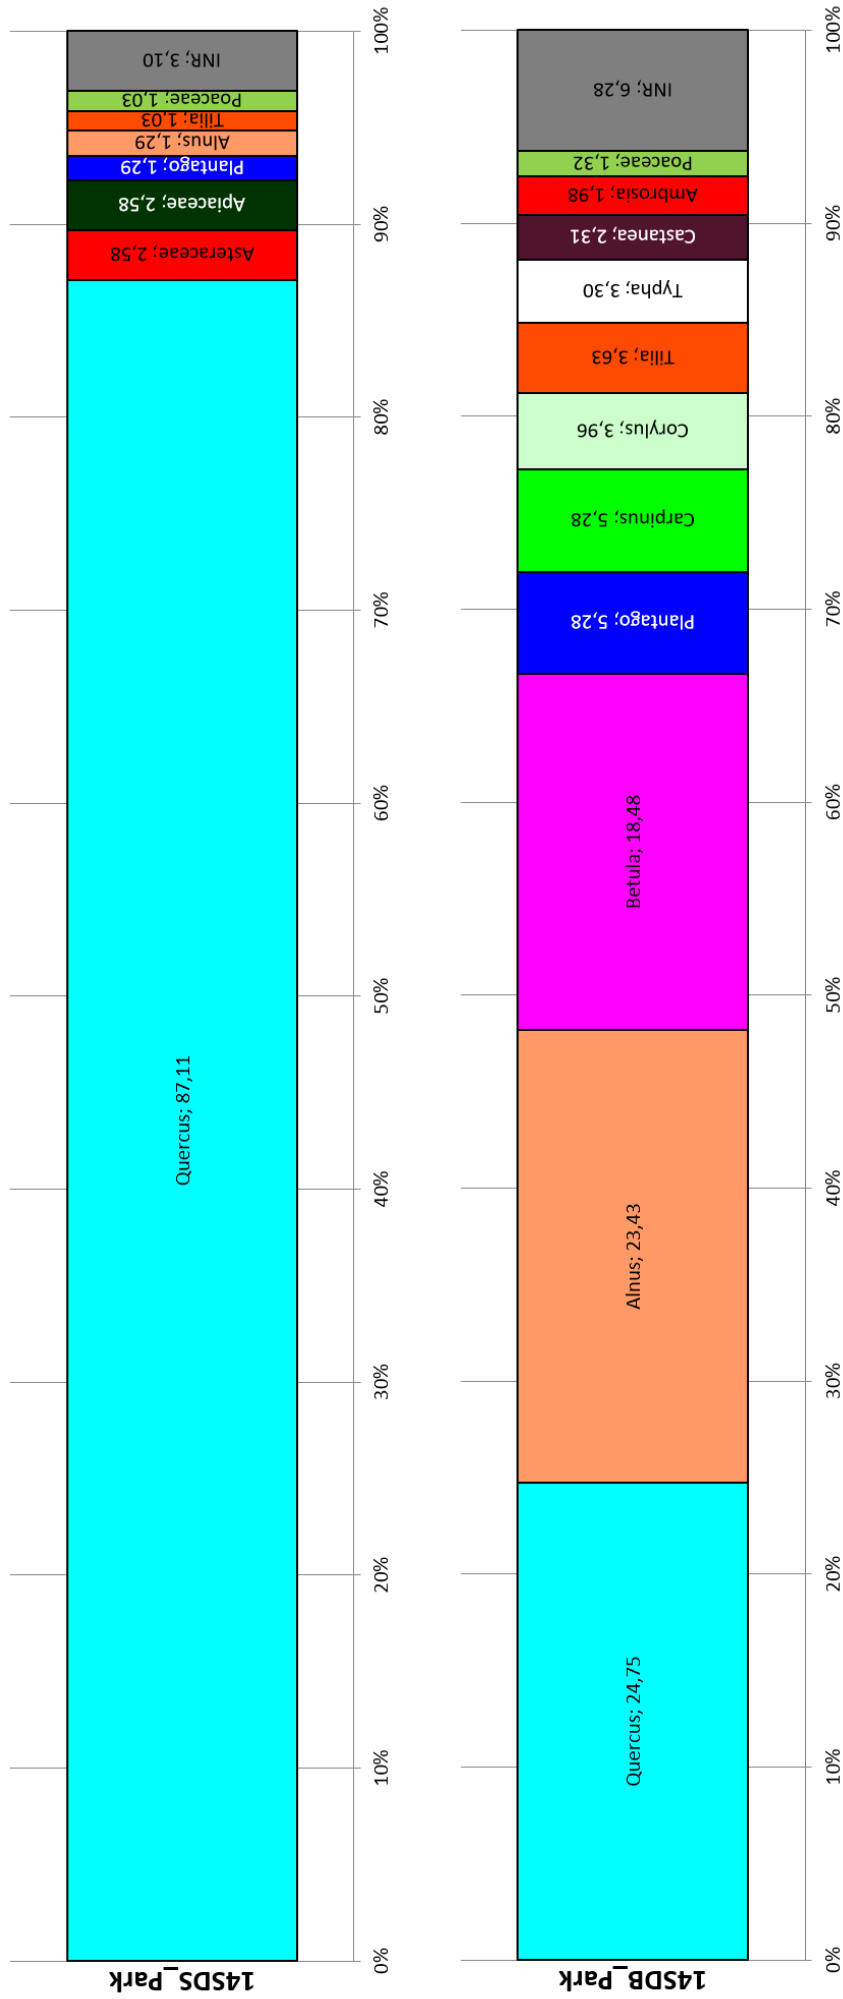 14SDS_Park
Quercus; 87,11
Asteraceae; 2,58
Apiaceae; 2,58
Plantago; 1,29
Alnus; 1,29
Tilia; 1,03
Poaceae; 1,03
INR; 3,10
0%
10%
20%
30%
40%
50%
60%
70%
80%
90%
100%
14SDB_Park
Quercus; 24,75
Alnus; 23,43
Betula; 18,48
Plantago; 5,28
Carpinus; 5,28
Corylus; 3,96
Tilia; 3,63
Typha; 3,30
Castanea; 2,31
Ambrosia; 1,98
Poaceae; 1,32
INR; 6,28
0%
10%
20%
30%
40%
50%
60%
70%
80%
90%
100%